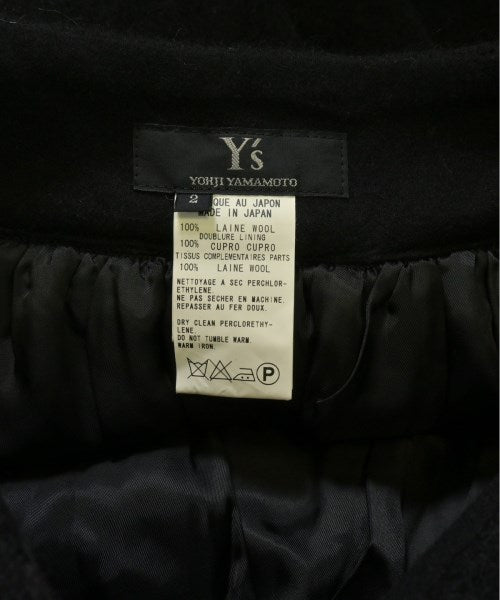 Y's
YOHJI YAMAMOTO
2
QUE AU JAPON
MADE IN JAPAN
100% LAINE WOOL
DOUBLURE LINING
100% CUPRO CUPRO
TISSUS COMPLEMENTAIRES PARTS
100% LAINE WOOL
NETTOYAGE A SEC PERCHLOR-
ETHYLENE.
NE PAS SECHER EN MACHINE.
REPASSER AU FER DOUX.
DRY CLEAN PERCLORETHY-
LENE.
DO NOT TUMBLE WARM.
WARM IRON.
P